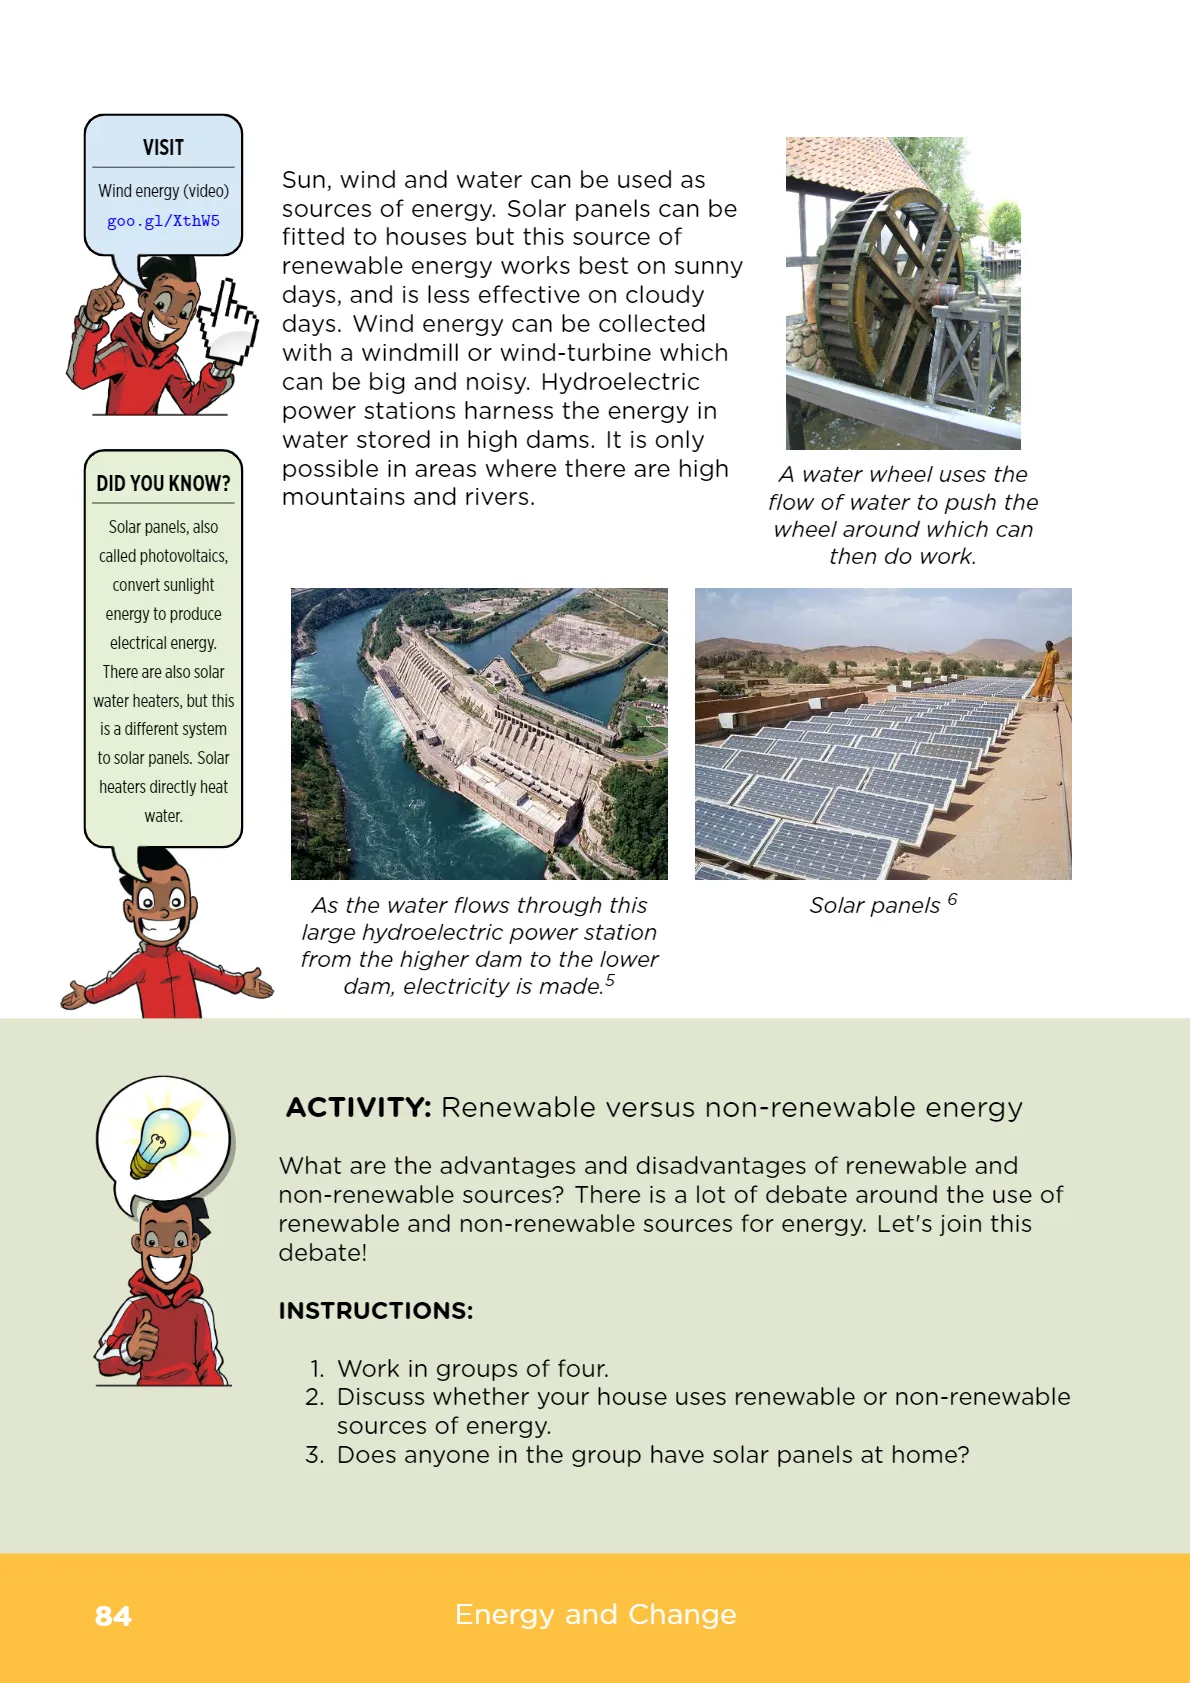 VISIT
Wind energy (video)
goo.gl/XthW5
Sun, wind and water can be used as
sources of energy. Solar panels can be
fitted to houses but this source of
renewable energy works best on sunny
days, and is less effective on cloudy
days. Wind energy can be collected
with a windmill or wind-turbine which
can be big and noisy. Hydroelectric
power stations harness the energy in
water stored in high dams. It is only
possible in areas where there are high
mountains and rivers.
A water wheel uses the
flow of water to push the
wheel around which can
then do work.
DID YOU KNOW?
Solar panels, also
called photovoltaics,
convert sunlight
energy to produce
electrical energy.
There are also solar
water heaters, but this
is a different system
to solar panels. Solar
heaters directly heat
water.
As the water flows through this
large hydroelectric power station
from the higher dam to the lower
dam, electricity is made.5
Solar panels 6
ACTIVITY: Renewable versus non-renewable energy
What are the advantages and disadvantages of renewable and
non-renewable sources? There is a lot of debate around the use of
renewable and non-renewable sources for energy. Let's join this
debate!
INSTRUCTIONS:
1. Work in groups of four.
2. Discuss whether your house uses renewable or non-renewable
sources of energy.
3. Does anyone in the group have solar panels at home?
84
Energy and Change